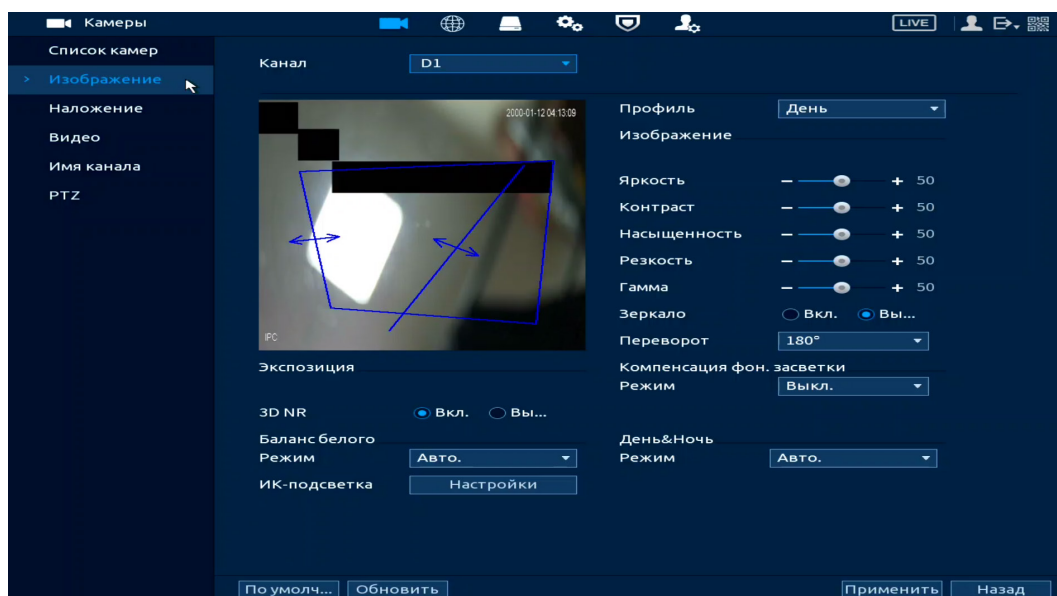 Камеры
LIVE
Список камер
Изображение
Наложение
Видео
Имя канала
PTZ
Канал D1
2000-01-12 04:13:09
IPC
Профиль День
Изображение
Яркость 50
Контраст 50
Насыщенность 50
Резкость 50
Гамма 50
Зеркало Вкл. Вы...
Переворот 180°
Экспозиция
Компенсация фон. засветки
Режим Выкл.
3D NR Вкл. Вы...
Баланс белого
День&Ночь
Режим Авто.
Режим Авто.
ИК-подсветка Настройки
По умолч... Обновить Применить Назад